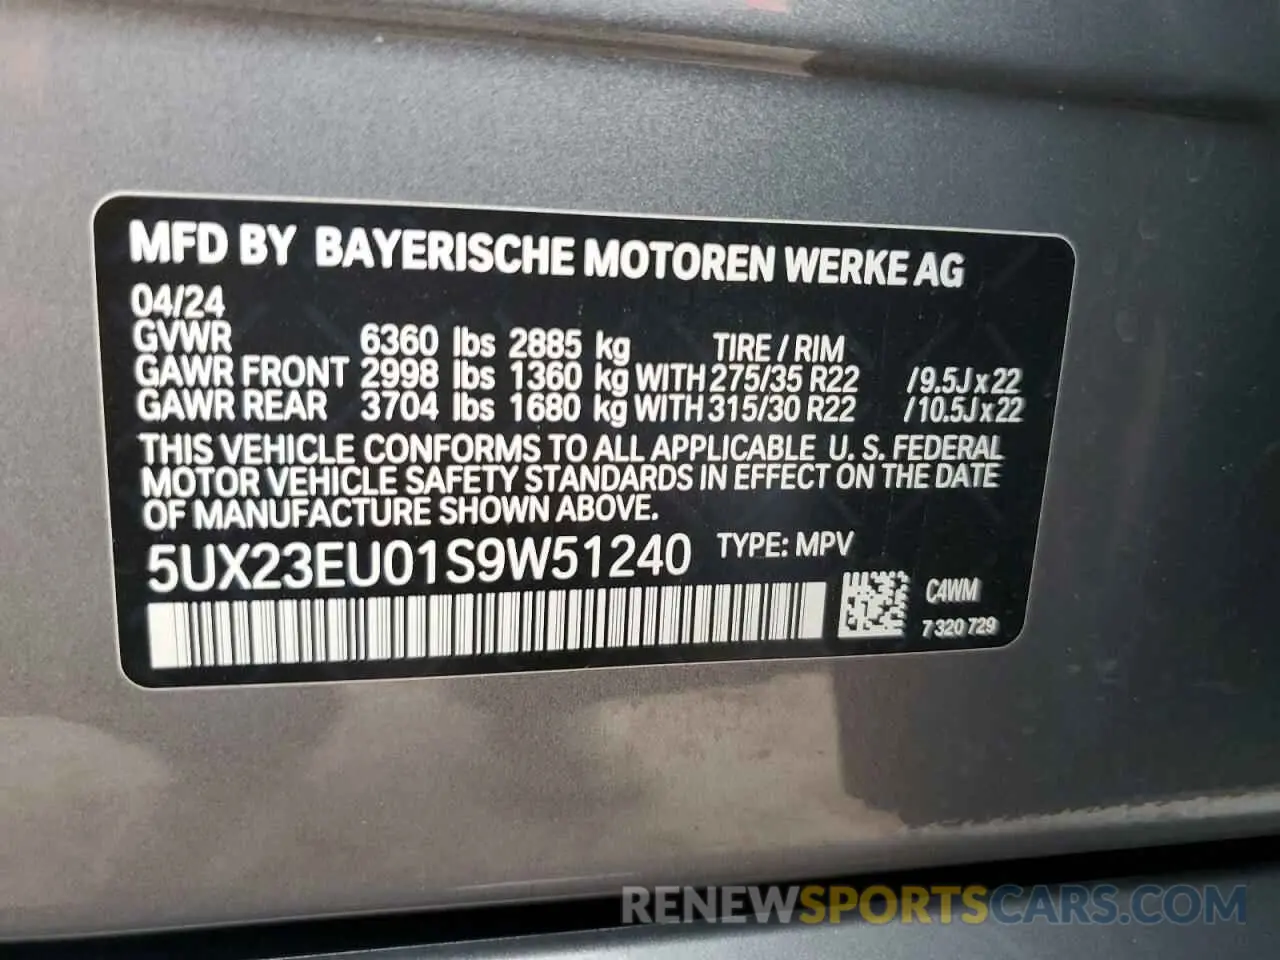 MFD BY BAYERISCHE MOTOREN WERKE AG
04/24
GVWR 6360 lbs 2885 kg TIRE / RIM
GAWR FRONT 2998 lbs 1360 kg WITH 275/35 R22 /9.5J x 22
GAWR REAR 3704 lbs 1680 kg WITH 315/30 R22 /10.5J x 22
THIS VEHICLE CONFORMS TO ALL APPLICABLE U. S. FEDERAL
MOTOR VEHICLE SAFETY STANDARDS IN EFFECT ON THE DATE
OF MANUFACTURE SHOWN ABOVE.
5UX23EU01S9W51240 TYPE: MPV
C4WM
7 320 729
RENEWSPORTSCARS.COM